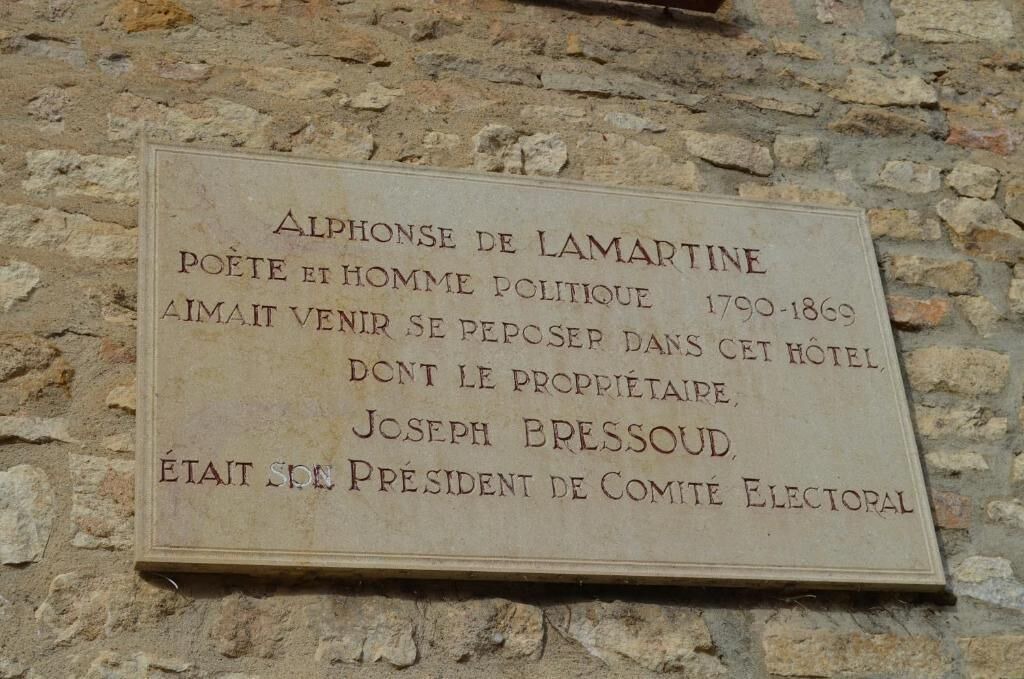 ALPHONSE DE LAMARTINE
POÈTE ET HOMME POLITIQUE 1790-1869
AIMAIT VENIR SE REPOSER DANS CET HÔTEL,
DONT LE PROPRIÉTAIRE,
JOSEPH BRESSOUD,
ÉTAIT SON PRÉSIDENT DE COMITÉ ELECTORAL